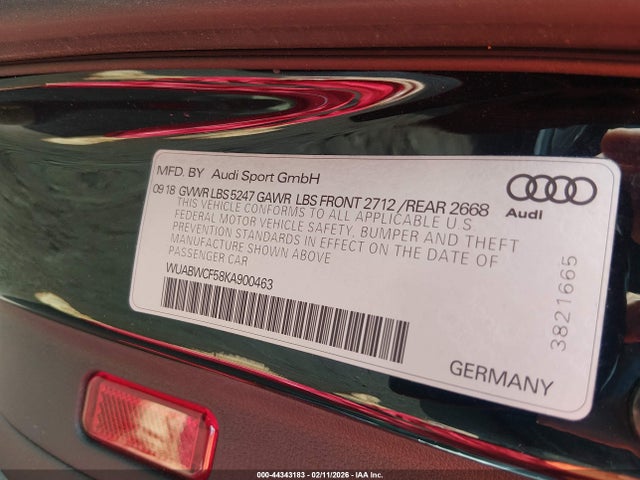 MFD. BY Audi Sport GmbH
09 18 GVWR LBS 5247 GAWR LBS FRONT 2712 / REAR 2668
THIS VEHICLE CONFORMS TO ALL APPLICABLE U S
FEDERAL MOTOR VEHICLE SAFETY, BUMPER AND THEFT
PREVENTION STANDARDS IN EFFECT ON THE DATE OF
MANUFACTURE SHOWN ABOVE
PASSENGER CAR
WUABWCF58KA900463
Audi
3821665
GERMANY
000-44343183 - 02/11/2026 - IAA Inc.